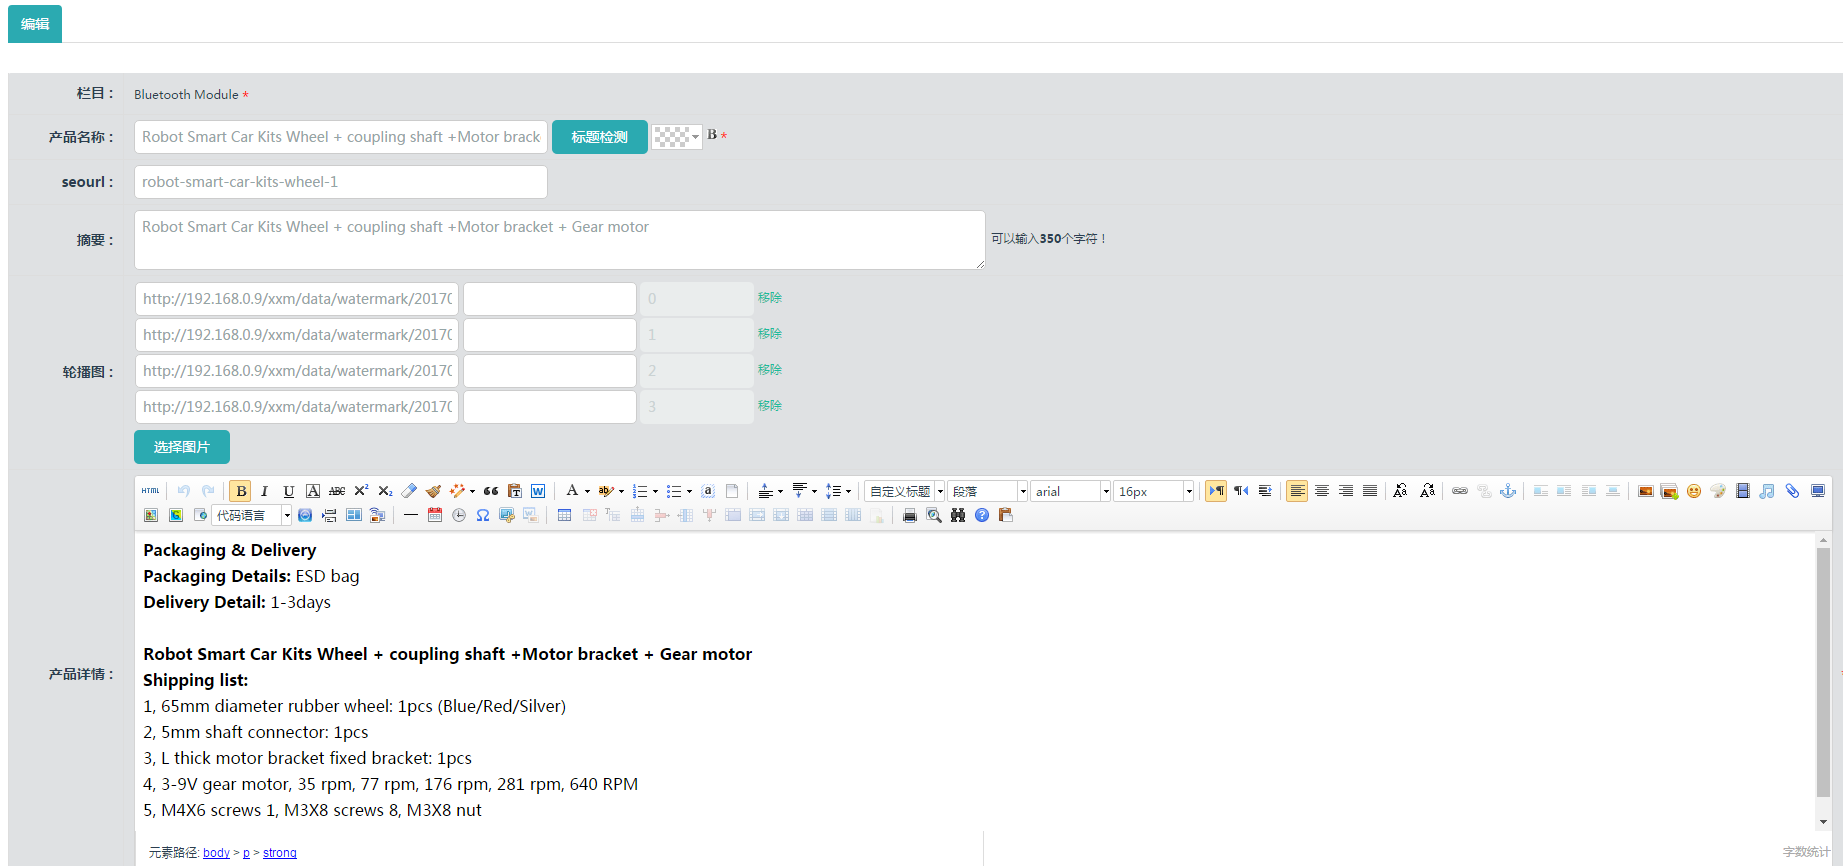 编辑
栏目： Bluetooth Module *
产品名称： Robot Smart Car Kits Wheel + coupling shaft +Motor brack 标题检测 B *
seourl： robot-smart-car-kits-wheel-1
摘要： Robot Smart Car Kits Wheel + coupling shaft +Motor bracket + Gear motor 可以输入350个字符！
轮播图：
http://192.168.0.9/xxm/data/watermark/2017 0 移除
http://192.168.0.9/xxm/data/watermark/2017 1 移除
http://192.168.0.9/xxm/data/watermark/2017 2 移除
http://192.168.0.9/xxm/data/watermark/2017 3 移除
选择图片
HTML B I U A ABC X² X₂ 自定义标题 段落 arial 16px
代码语言
产品详情：
Packaging & Delivery
Packaging Details: ESD bag
Delivery Detail: 1-3days
Robot Smart Car Kits Wheel + coupling shaft +Motor bracket + Gear motor
Shipping list:
1, 65mm diameter rubber wheel: 1pcs (Blue/Red/Silver)
2, 5mm shaft connector: 1pcs
3, L thick motor bracket fixed bracket: 1pcs
4, 3-9V gear motor, 35 rpm, 77 rpm, 176 rpm, 281 rpm, 640 RPM
5, M4X6 screws 1, M3X8 screws 8, M3X8 nut
元素路径: body > p > strong 字数统计